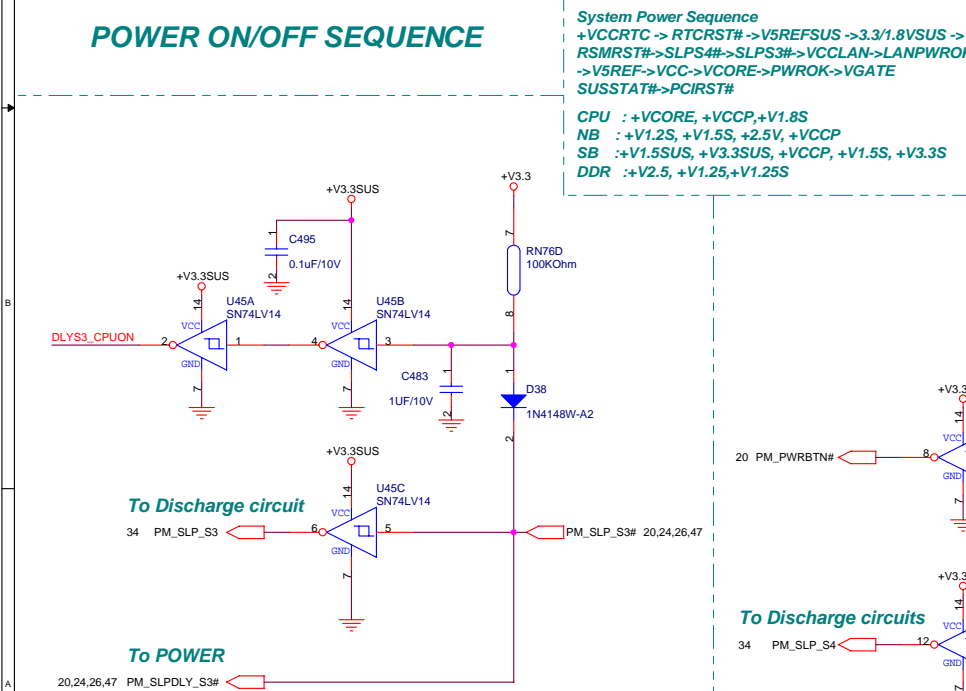 POWER ON/OFF SEQUENCE
System Power Sequence
+VCCRTC -> RTCRST# ->V5REFSUS ->3.3/1.8VSUS ->
RSMRST#->SLPS4#->SLPS3#->VCCLAN->LANPWROK
->V5REF->VCC->VCORE->PWROK->VGATE
SUSSTAT#->PCIRST#
CPU : +VCORE, +VCCP,+V1.8S
NB : +V1.2S, +V1.5S, +2.5V, +VCCP
SB :+V1.5SUS, +V3.3SUS, +VCCP, +V1.5S, +V3.3S
DDR :+V2.5, +V1.25,+V1.25S
+V3.3SUS
+V3.3
1
C495
0.1uF/10V
2
7
RN76D
100KOhm
8
+V3.3SUS
14
U45A
SN74LV14
VCC
DLYS3_CPUON
2
1
GND
7
14
U45B
SN74LV14
VCC
4
3
GND
7
C483
1
1UF/10V
2
1
D38
1N4148W-A2
2
+V3.3SUS
14
U45C
SN74LV14
VCC
To Discharge circuit
34 PM_SLP_S3
6
5
GND
7
PM_SLP_S3# 20,24,26,47
To POWER
20,24,26,47 PM_SLPDLY_S3#
+V3.3
14
VCC
20 PM_PWRBTN#
8
GND
7
+V3.3
14
VCC
To Discharge circuits
34 PM_SLP_S4
12
GND
7
B
A